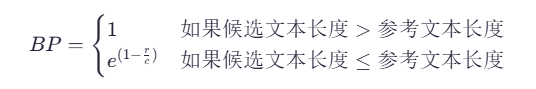 BP = { 1 如果候选文本长度 > 参考文本长度
e^{(1-\frac{r}{c})} 如果候选文本长度 ≤ 参考文本长度